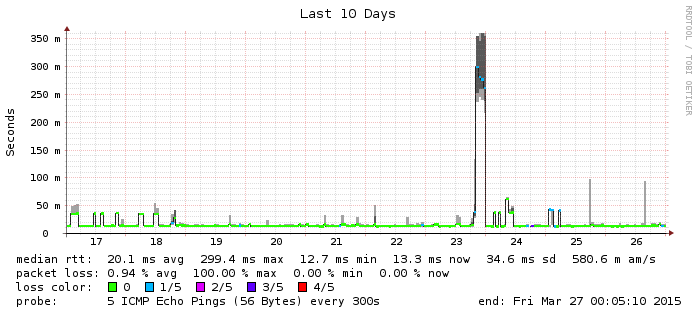 Last 10 Days
RRDTOOL / TOBI OETIKER
Seconds
350 m
300 m
250 m
200 m
150 m
100 m
50 m
0
17 18 19 20 21 22 23 24 25 26
median rtt: 20.1 ms avg 299.4 ms max 12.7 ms min 13.3 ms now 34.6 ms sd 580.6 m am/s
packet loss: 0.94 % avg 100.00 % max 0.00 % min 0.00 % now
loss color: 0 1/5 2/5 3/5 4/5
probe: 5 ICMP Echo Pings (56 Bytes) every 300s end: Fri Mar 27 00:05:10 2015